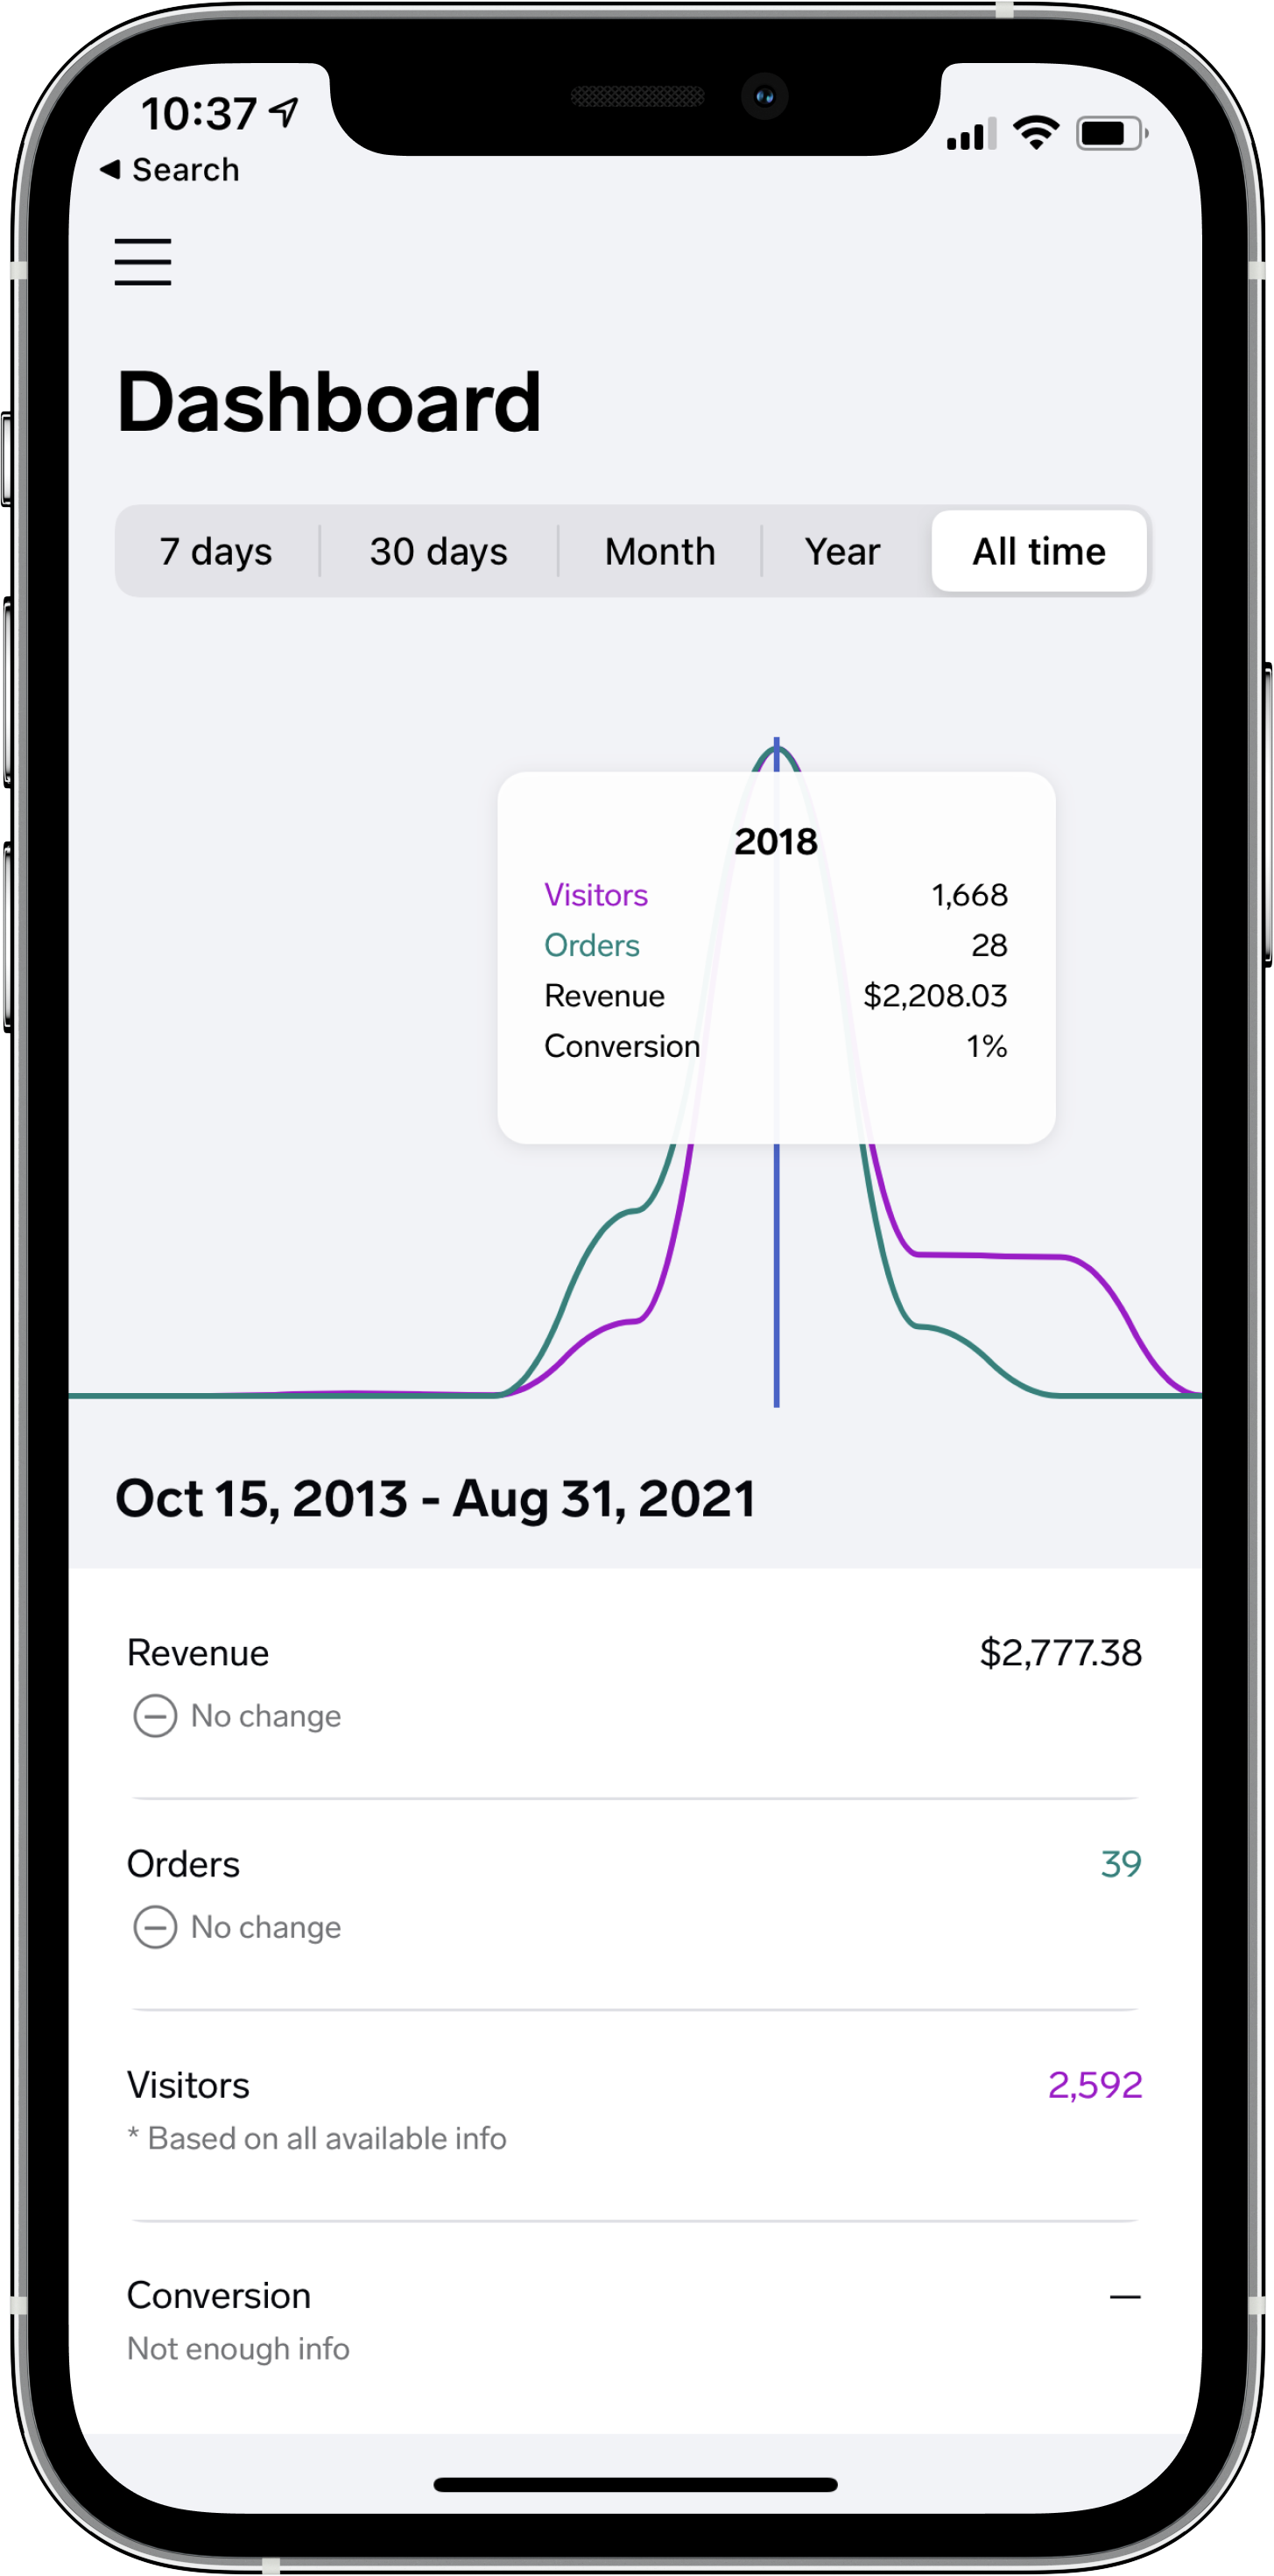 10:37
Search
Dashboard
7 days 30 days Month Year All time
2018
Visitors 1,668
Orders 28
Revenue $2,208.03
Conversion 1%
Oct 15, 2013 - Aug 31, 2021
Revenue $2,777.38
No change
Orders 39
No change
Visitors 2,592
* Based on all available info
Conversion —
Not enough info